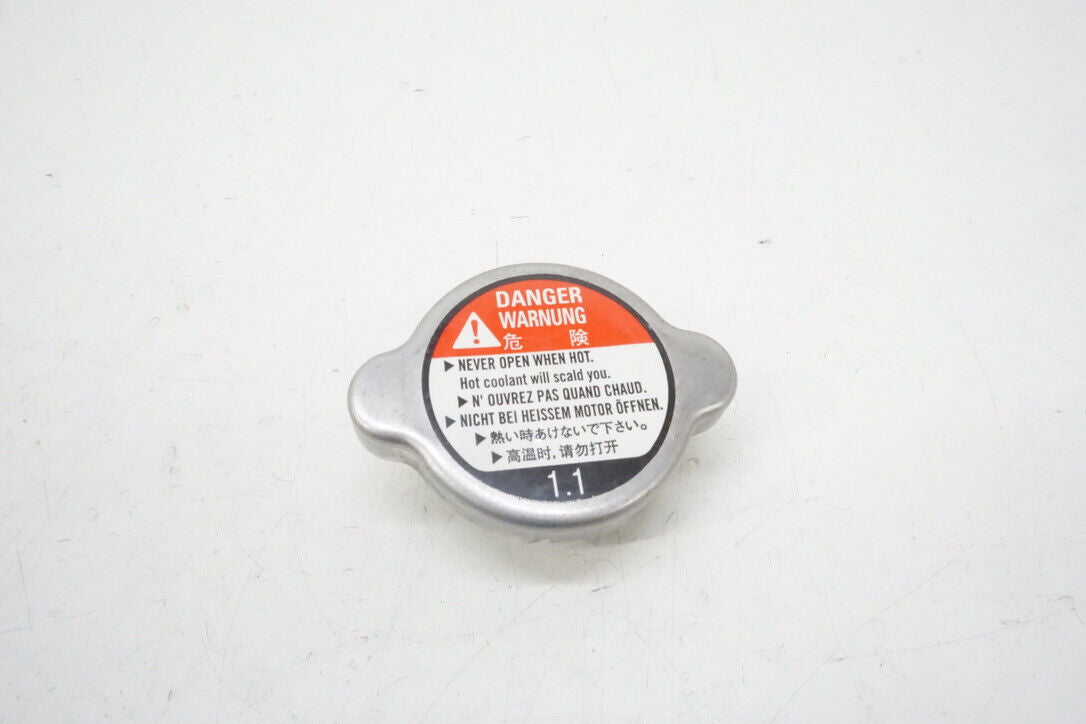 DANGER
WARNUNG
危 険
▶ NEVER OPEN WHEN HOT.
Hot coolant will scald you.
▶ N' OUVREZ PAS QUAND CHAUD.
▶ NICHT BEI HEISSEM MOTOR ÖFFNEN.
▶ 熱い時あけないで下さい。
▶ 高温时,请勿打开
1.1